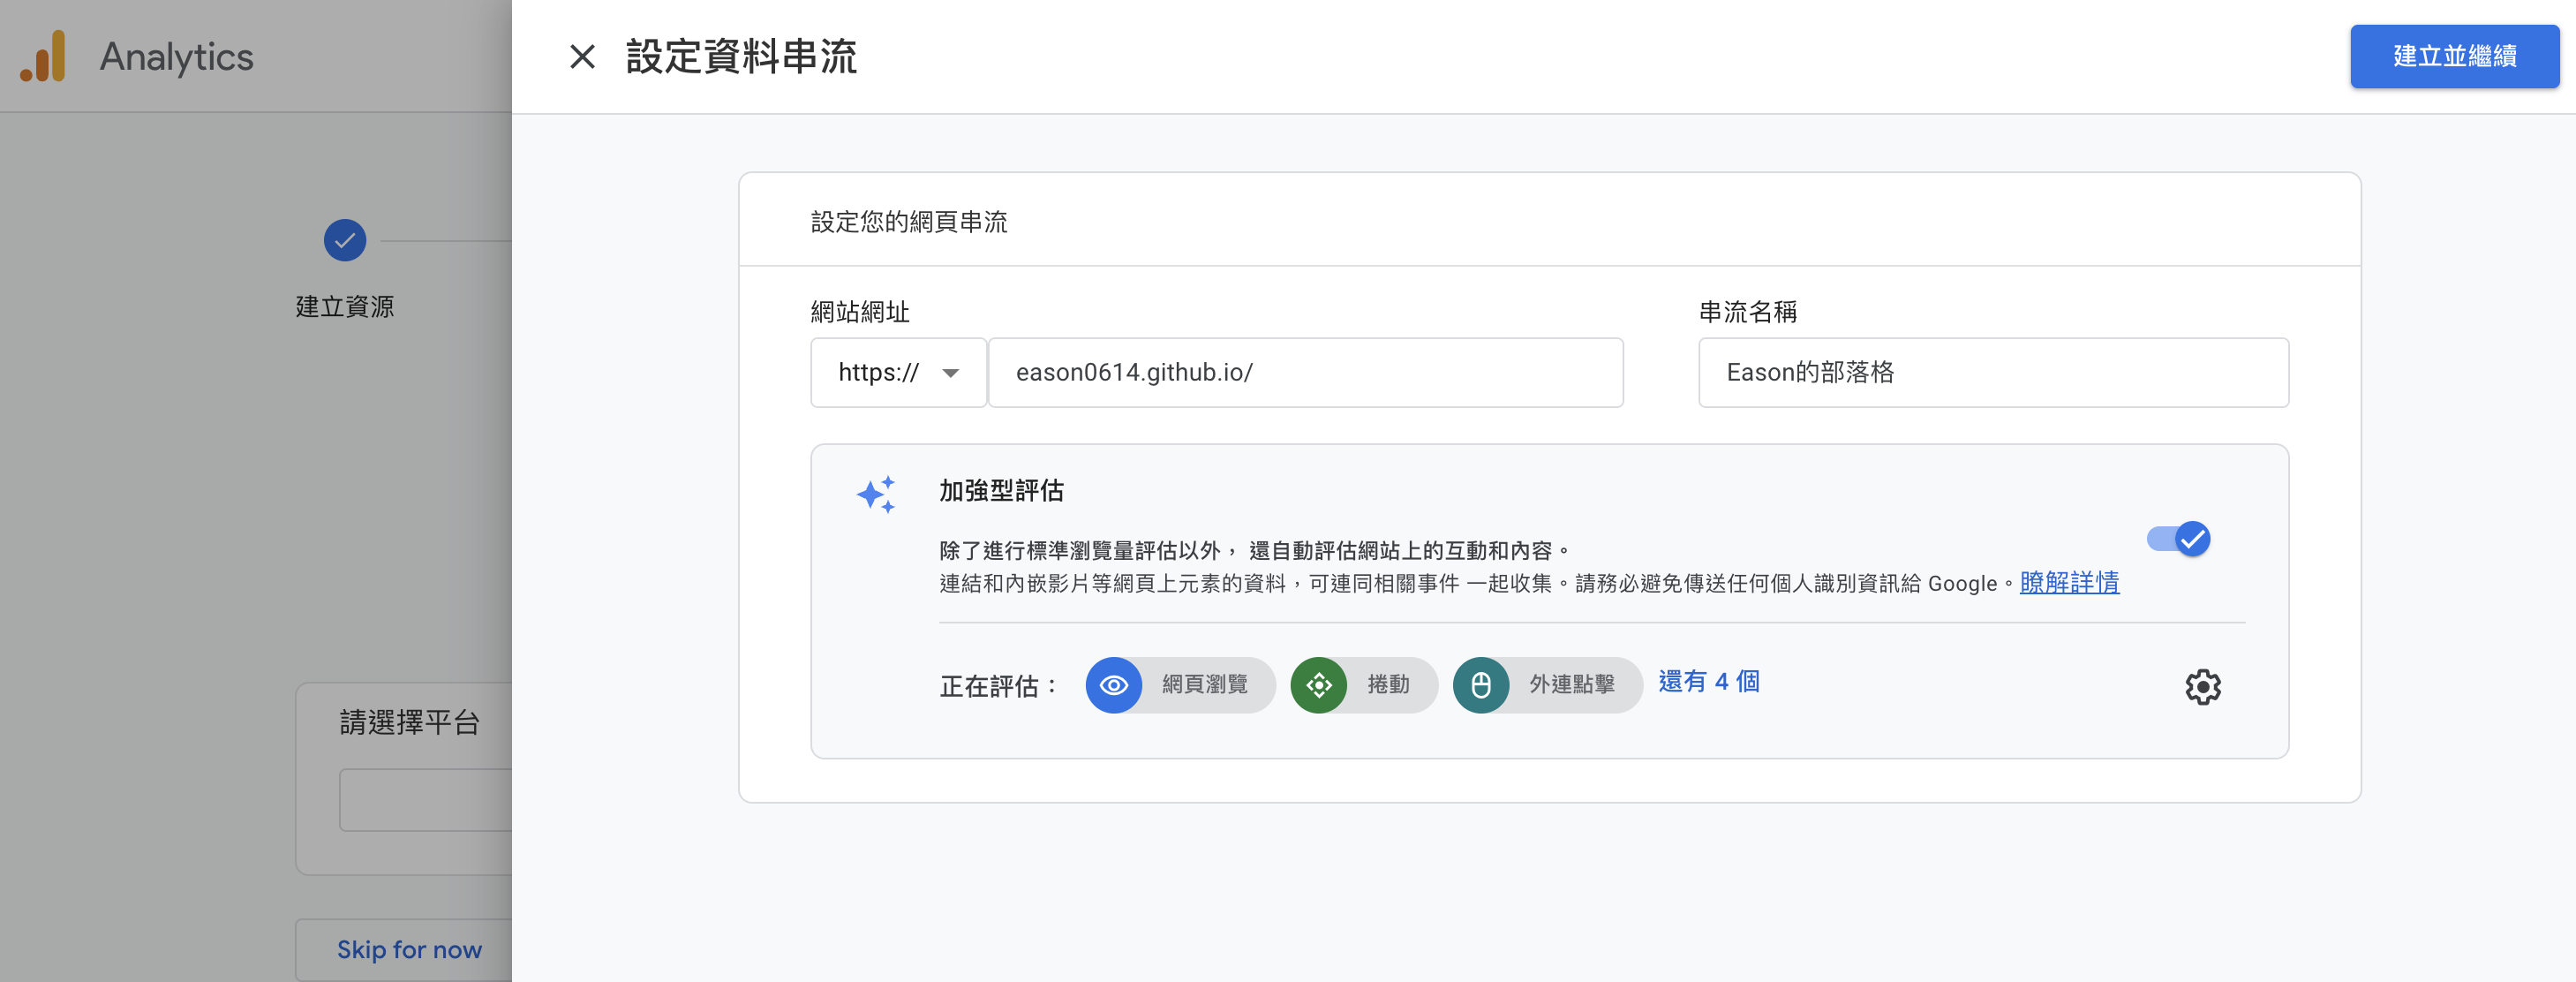 Analytics
設定資料串流
建立並繼續
建立資源
請選擇平台
Skip for now
設定您的網頁串流
網站網址
串流名稱
https://
eason0614.github.io/
Eason的部落格
加強型評估
除了進行標準瀏覽量評估以外， 還自動評估網站上的互動和內容。
連結和內嵌影片等網頁上元素的資料，可連同相關事件 一起收集。請務必避免傳送任何個人識別資訊給 Google。瞭解詳情
正在評估：
網頁瀏覽
捲動
外連點擊
還有 4 個